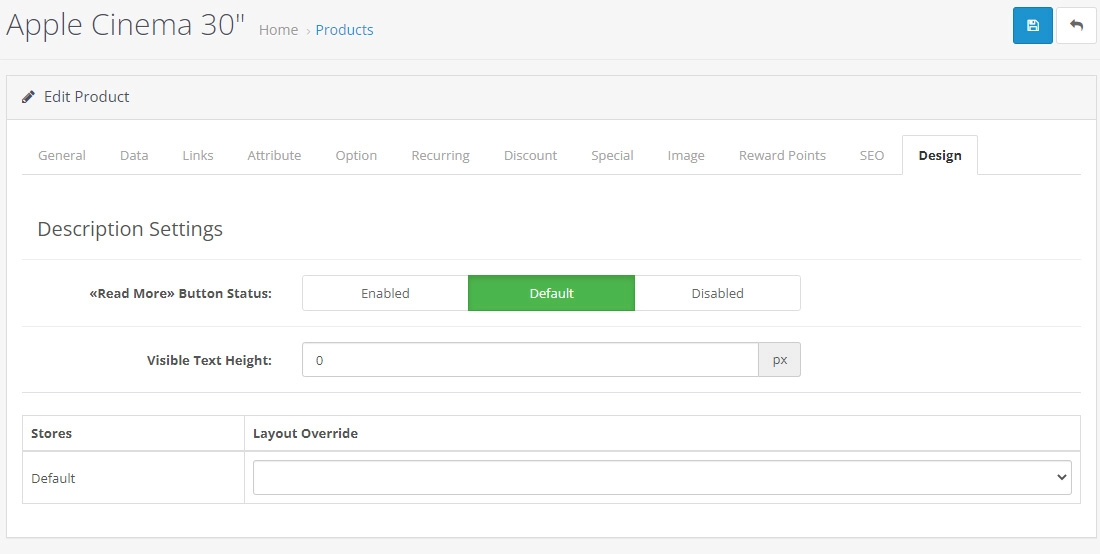 Apple Cinema 30" Home › Products
Edit Product
General Data Links Attribute Option Recurring Discount Special Image Reward Points SEO Design
Description Settings
«Read More» Button Status: Enabled Default Disabled
Visible Text Height: 0 px
Stores Layout Override
Default